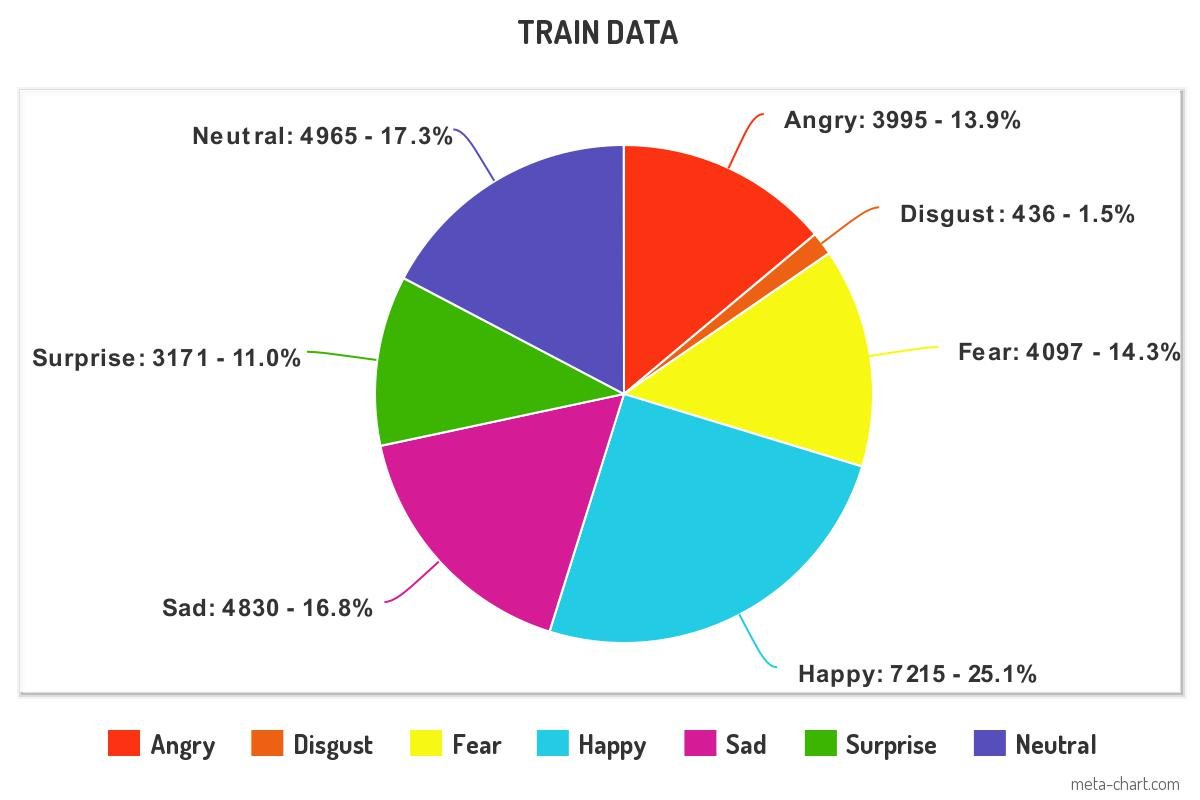 TRAIN DATA
Neutral: 4965 - 17.3%
Angry: 3995 - 13.9%
Disgust: 436 - 1.5%
Fear: 4097 - 14.3%
Surprise: 3171 - 11.0%
Sad: 4830 - 16.8%
Happy: 7215 - 25.1%
Angry Disgust Fear Happy Sad Surprise Neutral
meta-chart.com